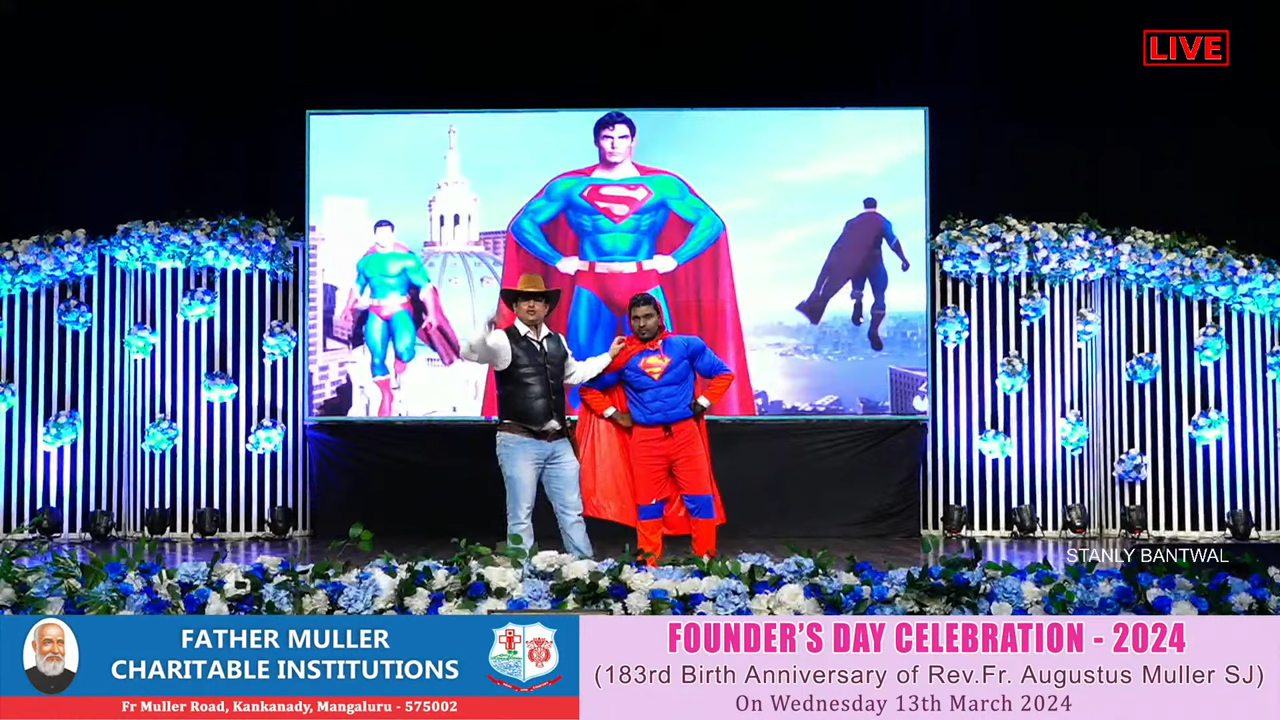 LIVE
S
STANLY BANTWAL
FATHER MULLER
CHARITABLE INSTITUTIONS
Fr Muller Road, Kankanady, Mangaluru - 575002
FOUNDER'S DAY CELEBRATION - 2024
(183rd Birth Anniversary of Rev.Fr. Augustus Muller SJ)
On Wednesday 13th March 2024